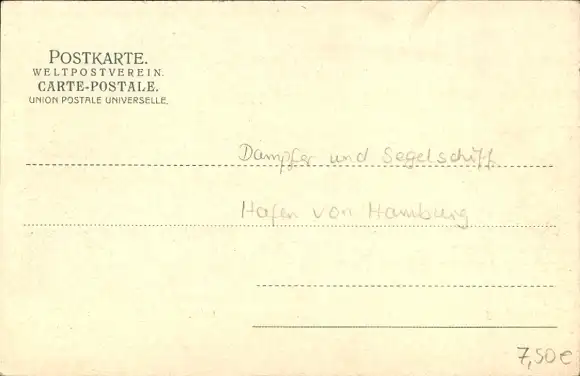 POSTKARTE.
WELTPOSTVEREIN.
CARTE-POSTALE.
UNION POSTALE UNIVERSELLE.
Dampfer und Segelschiff
Hafen von Hamburg
7,50 €